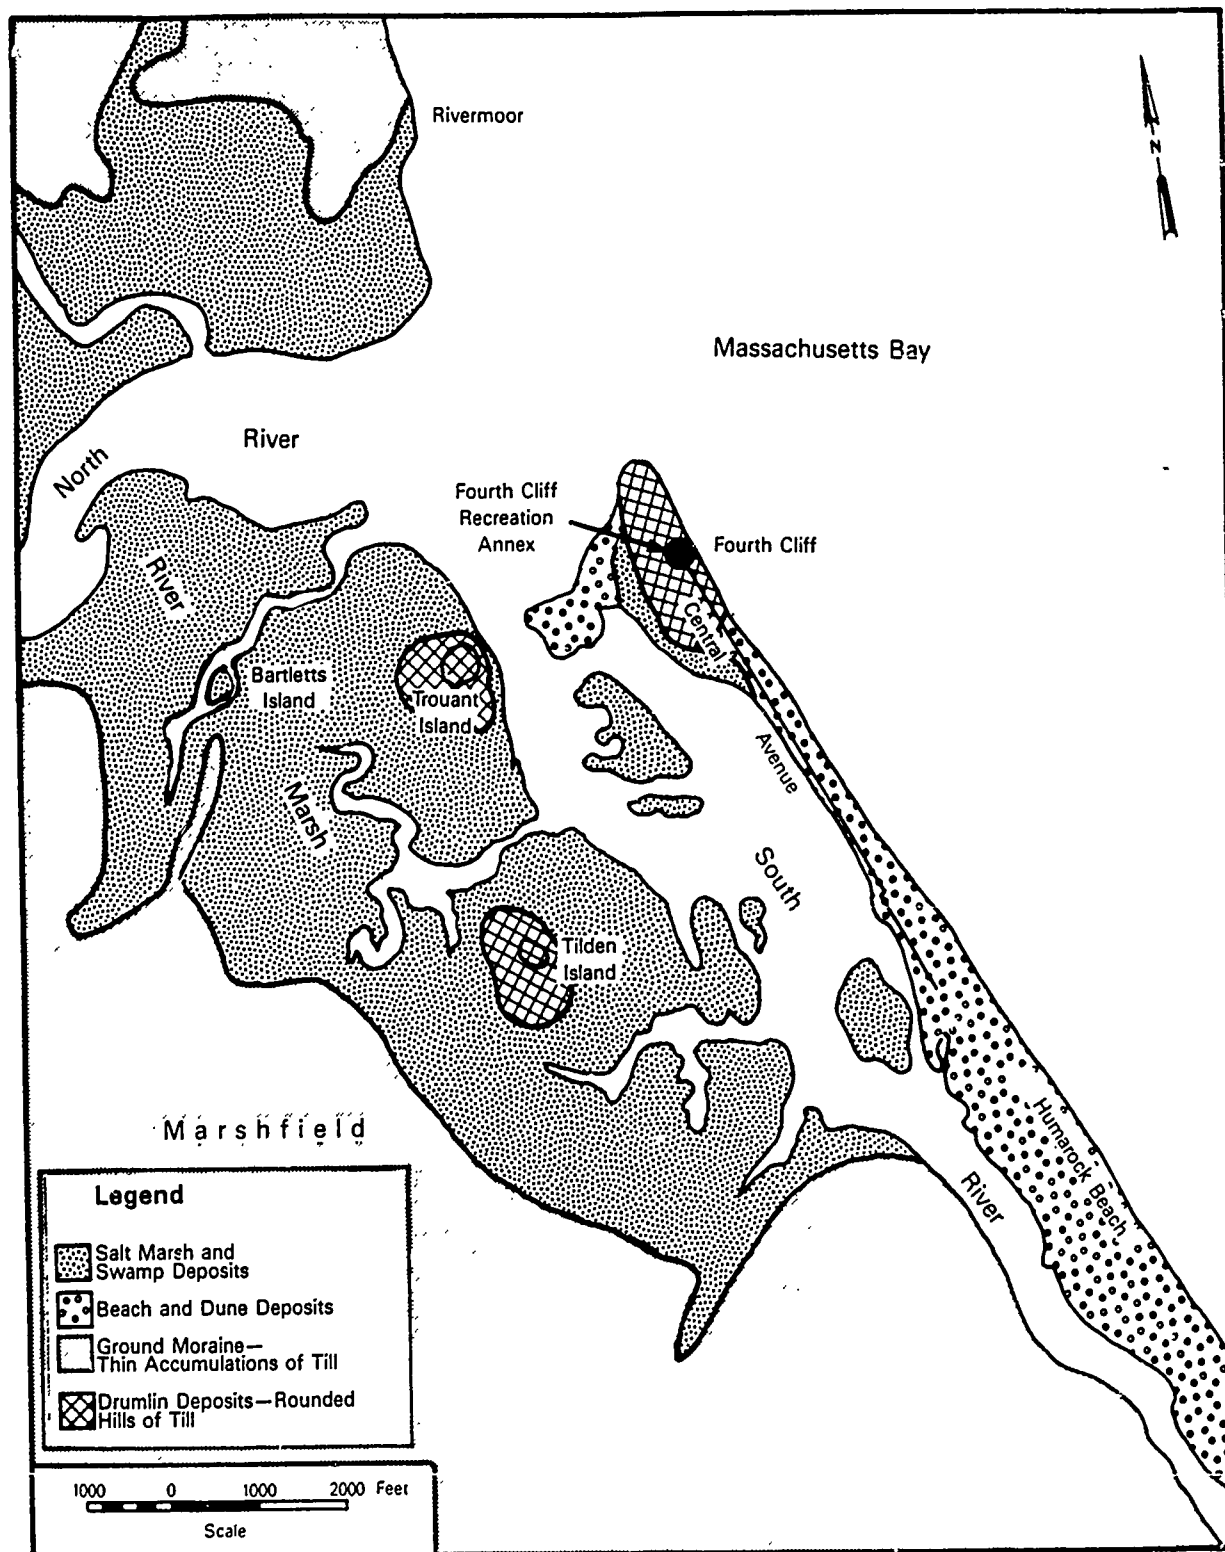 Rivermoor
N
Massachusetts Bay
River
North
Fourth Cliff
Recreation
Annex
Fourth Cliff
River
Central
Bartletts
Island
Trouant
Island
Avenue
Marsh
South
Tilden
Island
Marshfield
Humarock Beach
River
Legend
Salt Marsh and
Swamp Deposits
Beach and Dune Deposits
Ground Moraine—
Thin Accumulations of Till
Drumlin Deposits—Rounded
Hills of Till
1000 0 1000 2000 Feet
Scale